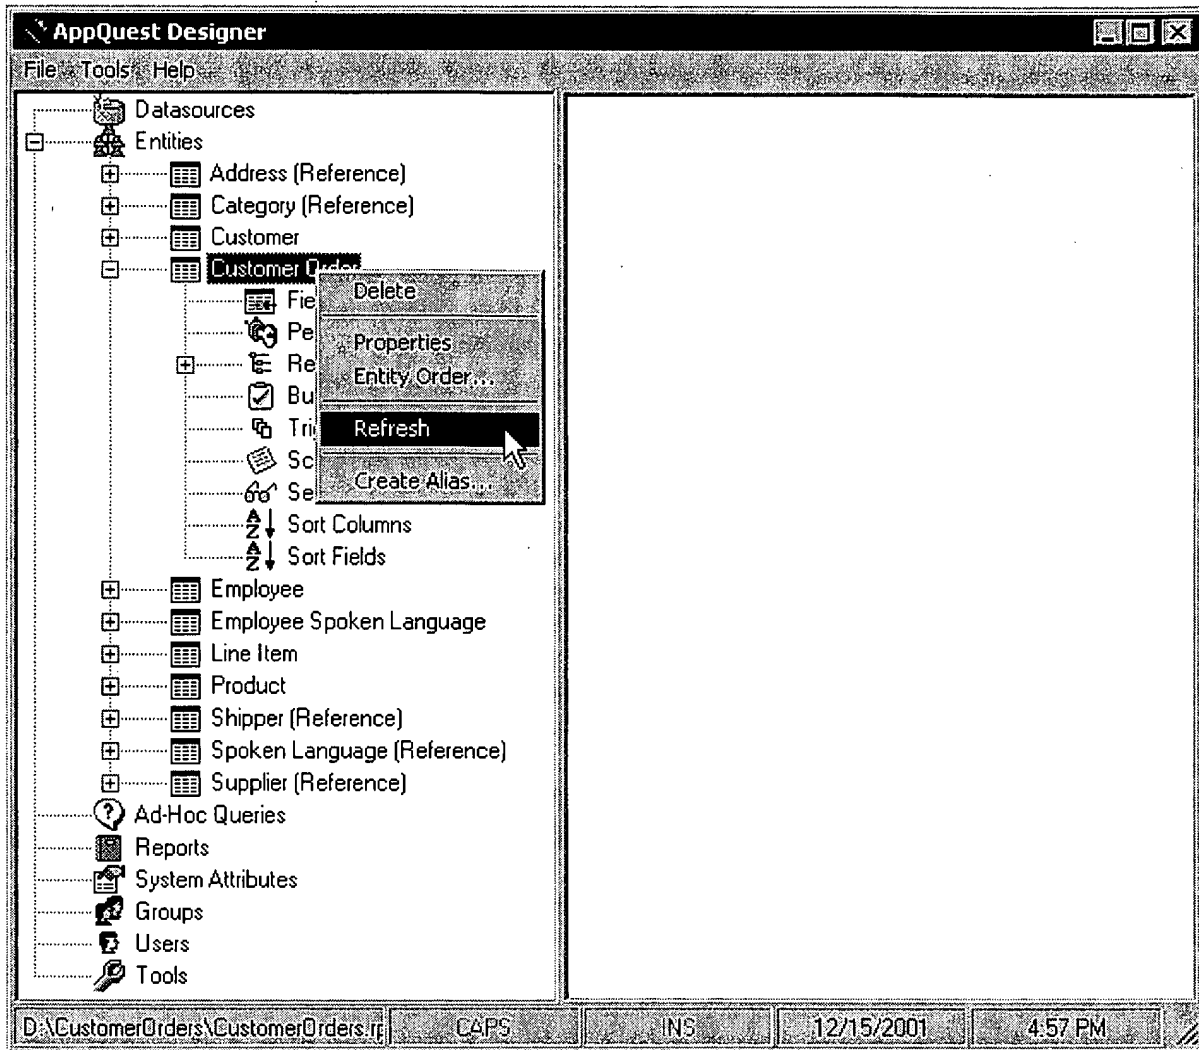 AppQuest Designer
File Tools Help
Datasources
Entities
Address (Reference)
Category (Reference)
Customer
Customer Order
Delete
Fie
Pe
Properties
Re
Entity Order...
Bu
Tri
Refresh
Sc
Se
Create Alias...
Sort Columns
Sort Fields
Employee
Employee Spoken Language
Line Item
Product
Shipper (Reference)
Spoken Language (Reference)
Supplier (Reference)
Ad-Hoc Queries
Reports
System Attributes
Groups
Users
Tools
D:\CustomerOrders\CustomerOrders.rp CAPS INS 12/15/2001 4:57 PM